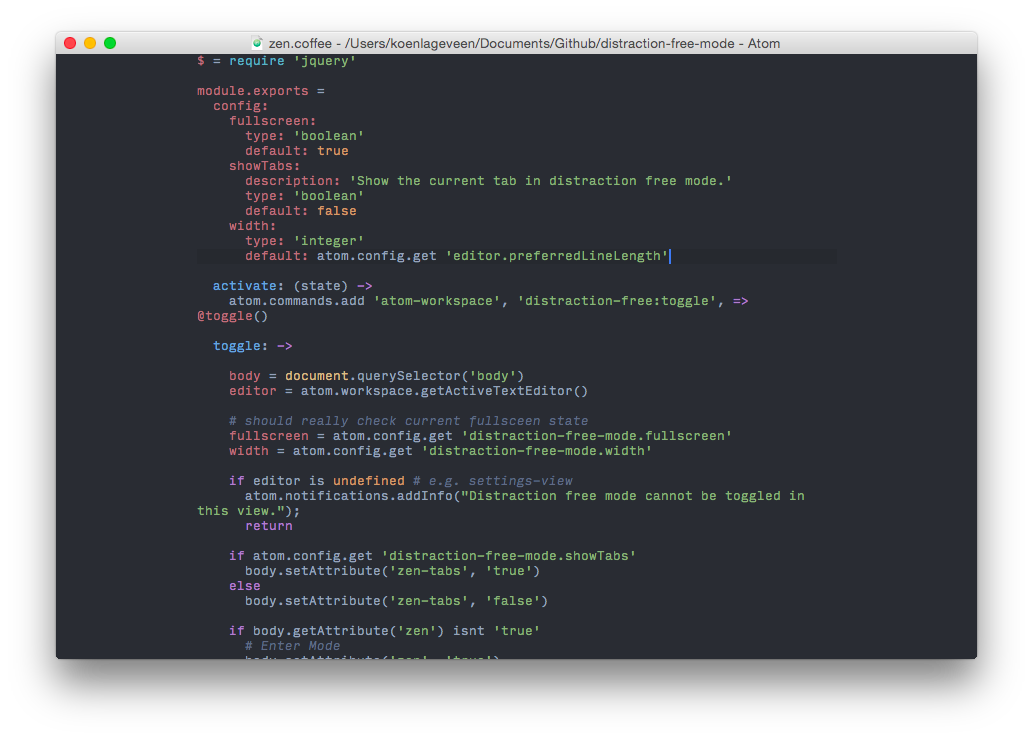 zen.coffee - /Users/koenlageveen/Documents/Github/distraction-free-mode - Atom
$ = require 'jquery'
module.exports =
config:
fullscreen:
type: 'boolean'
default: true
showTabs:
description: 'Show the current tab in distraction free mode.'
type: 'boolean'
default: false
width:
type: 'integer'
default: atom.config.get 'editor.preferredLineLength'
activate: (state) ->
atom.commands.add 'atom-workspace', 'distraction-free:toggle', =>
@toggle()
toggle: ->
body = document.querySelector('body')
editor = atom.workspace.getActiveTextEditor()
# should really check current fullsceen state
fullscreen = atom.config.get 'distraction-free-mode.fullscreen'
width = atom.config.get 'distraction-free-mode.width'
if editor is undefined # e.g. settings-view
atom.notifications.addInfo("Distraction free mode cannot be toggled in
this view.");
return
if atom.config.get 'distraction-free-mode.showTabs'
body.setAttribute('zen-tabs', 'true')
else
body.setAttribute('zen-tabs', 'false')
if body.getAttribute('zen') isnt 'true'
# Enter Mode